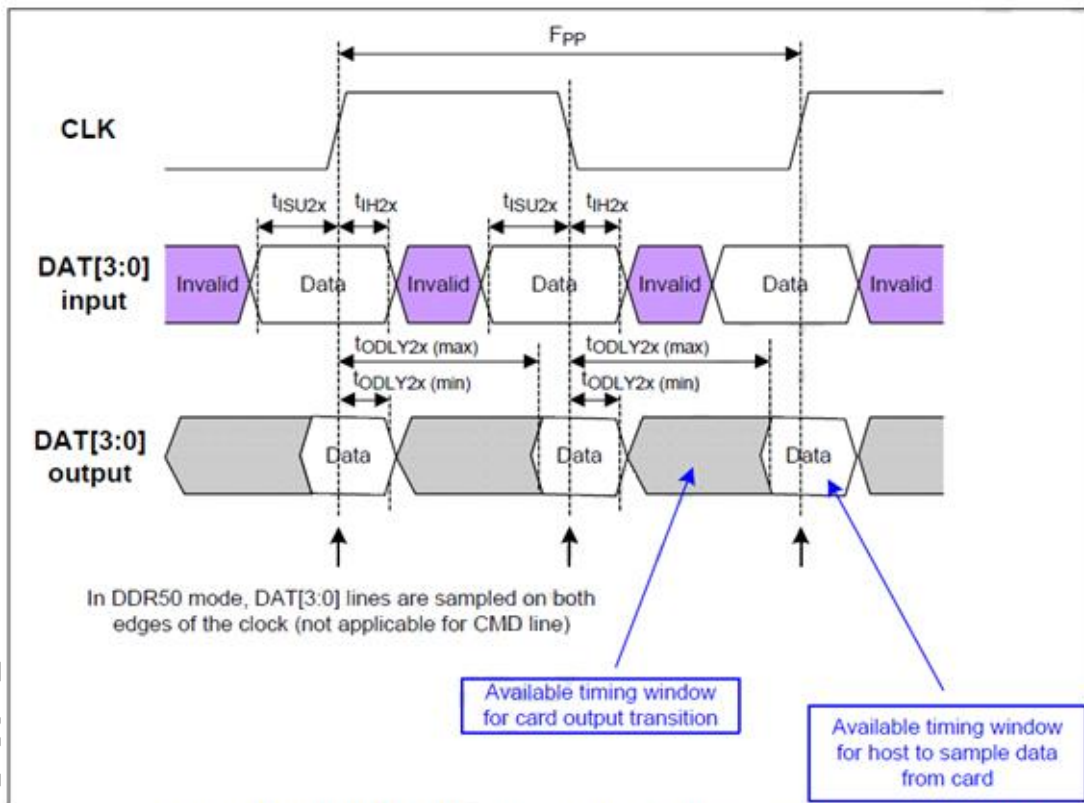 FPP
CLK
tISU2x tIH2x tISU2x tIH2x
DAT[3:0]
input
Invalid Data Invalid Data Invalid Data Invalid
tODLY2x (max) tODLY2x (max)
tODLY2x (min) tODLY2x (min)
DAT[3:0]
output
Data Data Data
In DDR50 mode, DAT[3:0] lines are sampled on both
edges of the clock (not applicable for CMD line)
Available timing window
for card output transition
Available timing window
for host to sample data
from card